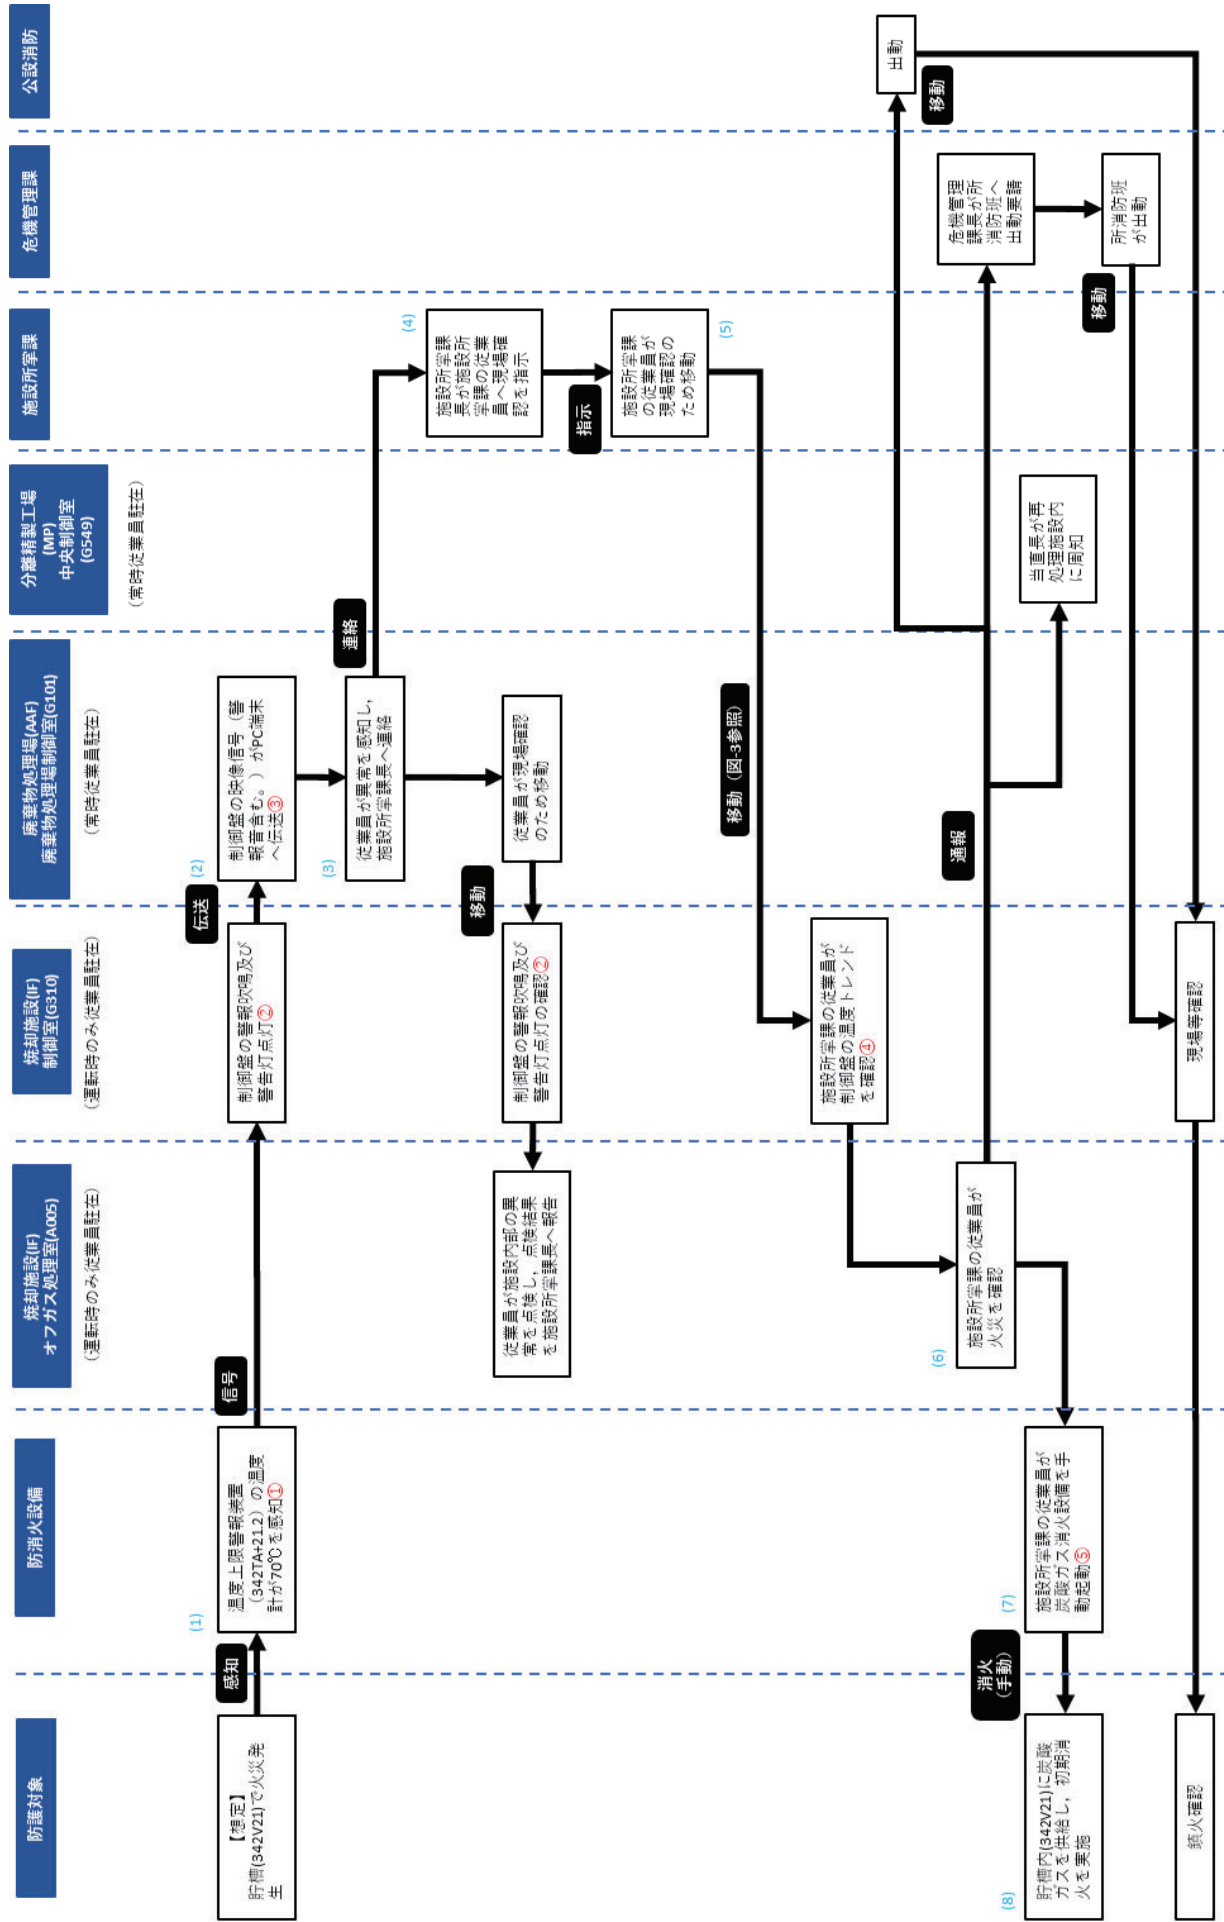 防護対象
防消火設備
焼却施設(IF)
オフガス処理室(A005)
(運転時のみ従業員駐在)
焼却施設(IF)
制御室(G310)
(運転時のみ従業員駐在)
廃棄物処理場(AAF)
廃棄物処理場制御室(G101)
(常時従業員駐在)
分離精製工場
(MP)
中央制御室
(G549)
(常時従業員駐在)
施設所掌課
危機管理課
公設消防
【想定】
貯槽(342V21)で火災発
生
感知
(1)
温度上限警報装置
(342TA+21.2)の温度
計が70℃を感知①
信号
制御盤の警報吹鳴及び
警告灯点灯②
伝送
(2)
制御盤の映像信号(警
報音含む。)がPC端末
へ伝送③
(3)
従業員が異常を感知し,
施設所掌課長へ連絡
連絡
(4)
施設所掌課
長が施設所
掌課の従業
員へ現場確
認を指示
従業員が現場確認
のため移動
移動
制御盤の警報吹鳴及び
警告灯点灯の確認②
従業員が施設内部の異
常を点検し,点検結果
を施設所掌課長へ報告
指示
施設所掌課
の従業員が
現場確認の
ため移動
(5)
移動(図-3参照)
施設所掌課の従業員が
制御盤の温度トレンド
を確認④
(6)
施設所掌課の従業員が
火災を確認
通報
出動
移動
危機管理
課長が所
消防班へ
出動要請
当直長が再
処理施設内
に周知
所消防班
が出動
移動
(7)
施設所掌課の従業員が
炭酸ガス消火設備を手
動起動⑤
消火
(手動)
(8)
貯槽内(342V21)に炭酸
ガスを供給し,初期消
火を実施
現場等確認
鎮火確認